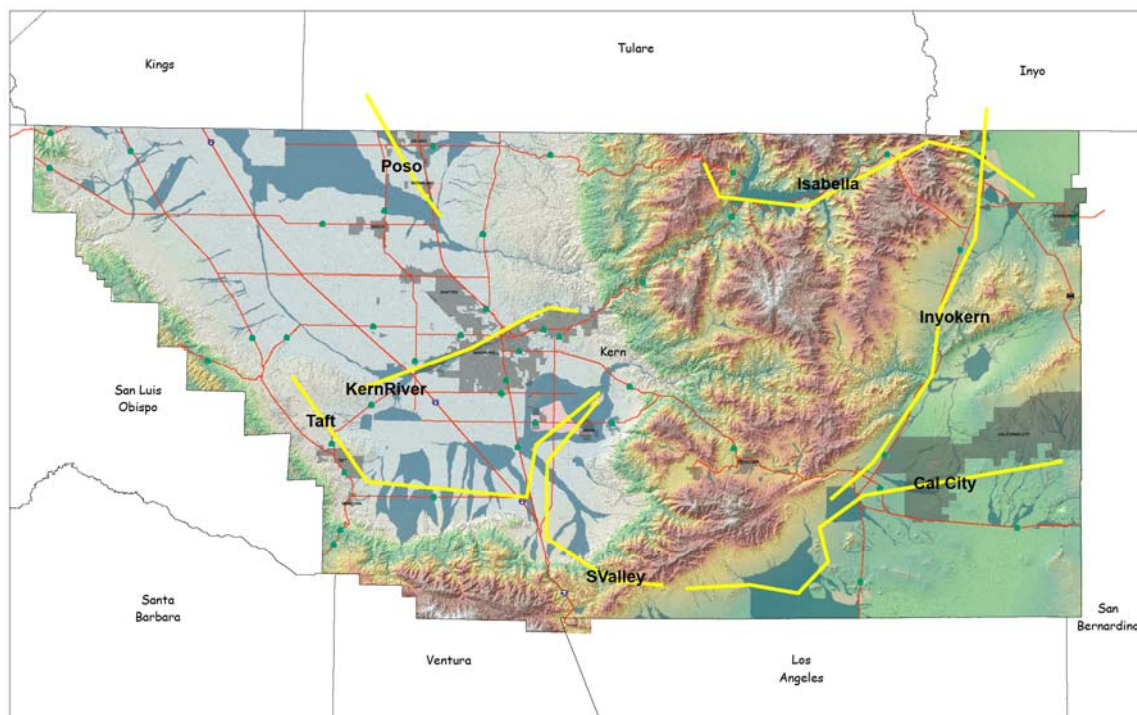 Tulare
Kings
Inyo
Poso
Isabella
Inyokern
Kern
San Luis
Obispo
KernRiver
Taft
Cal City
SValley
Santa
Barbara
San
Bernardino
Ventura
Los
Angeles